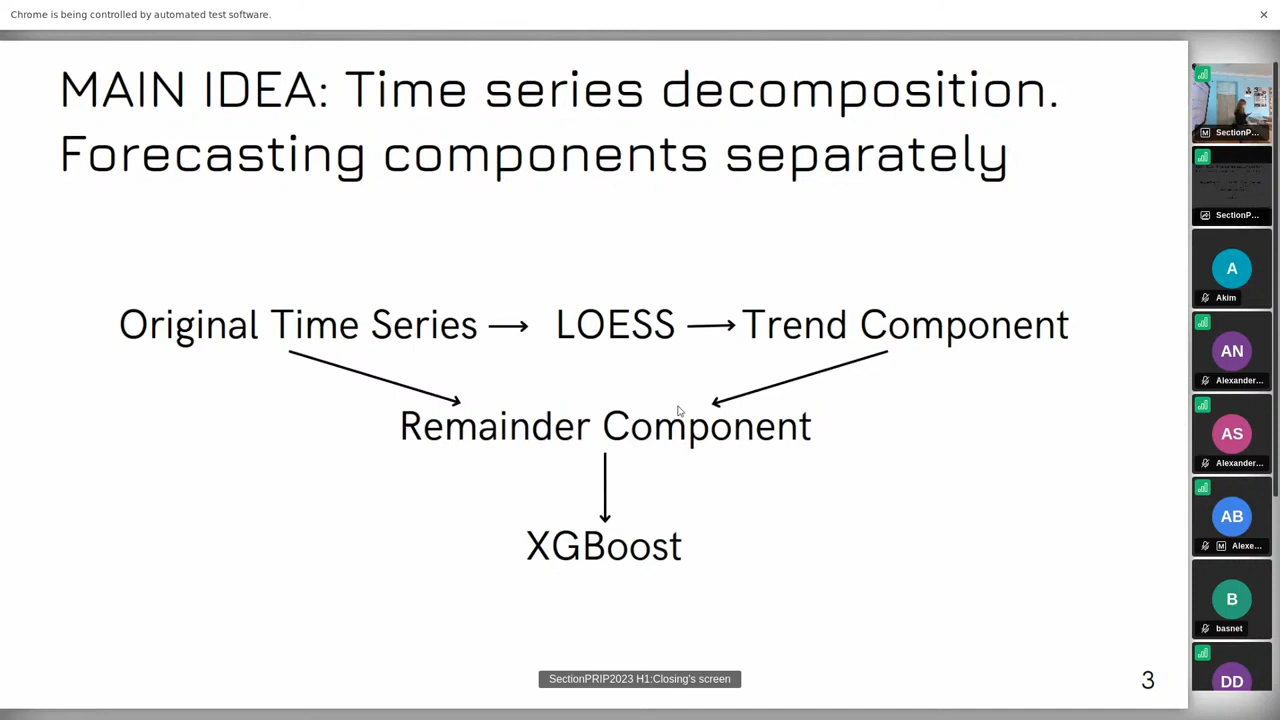 Chrome is being controlled by automated test software.
MAIN IDEA: Time series decomposition.
Forecasting components separately
Original Time Series → LOESS → Trend Component
Remainder Component
XGBoost
SectionPRIP2023 H1:Closing's screen
3
SectionP...
SectionP...
A
Akim
AN
Alexander...
AS
Alexander...
AB
Alexe...
B
basnet
DD